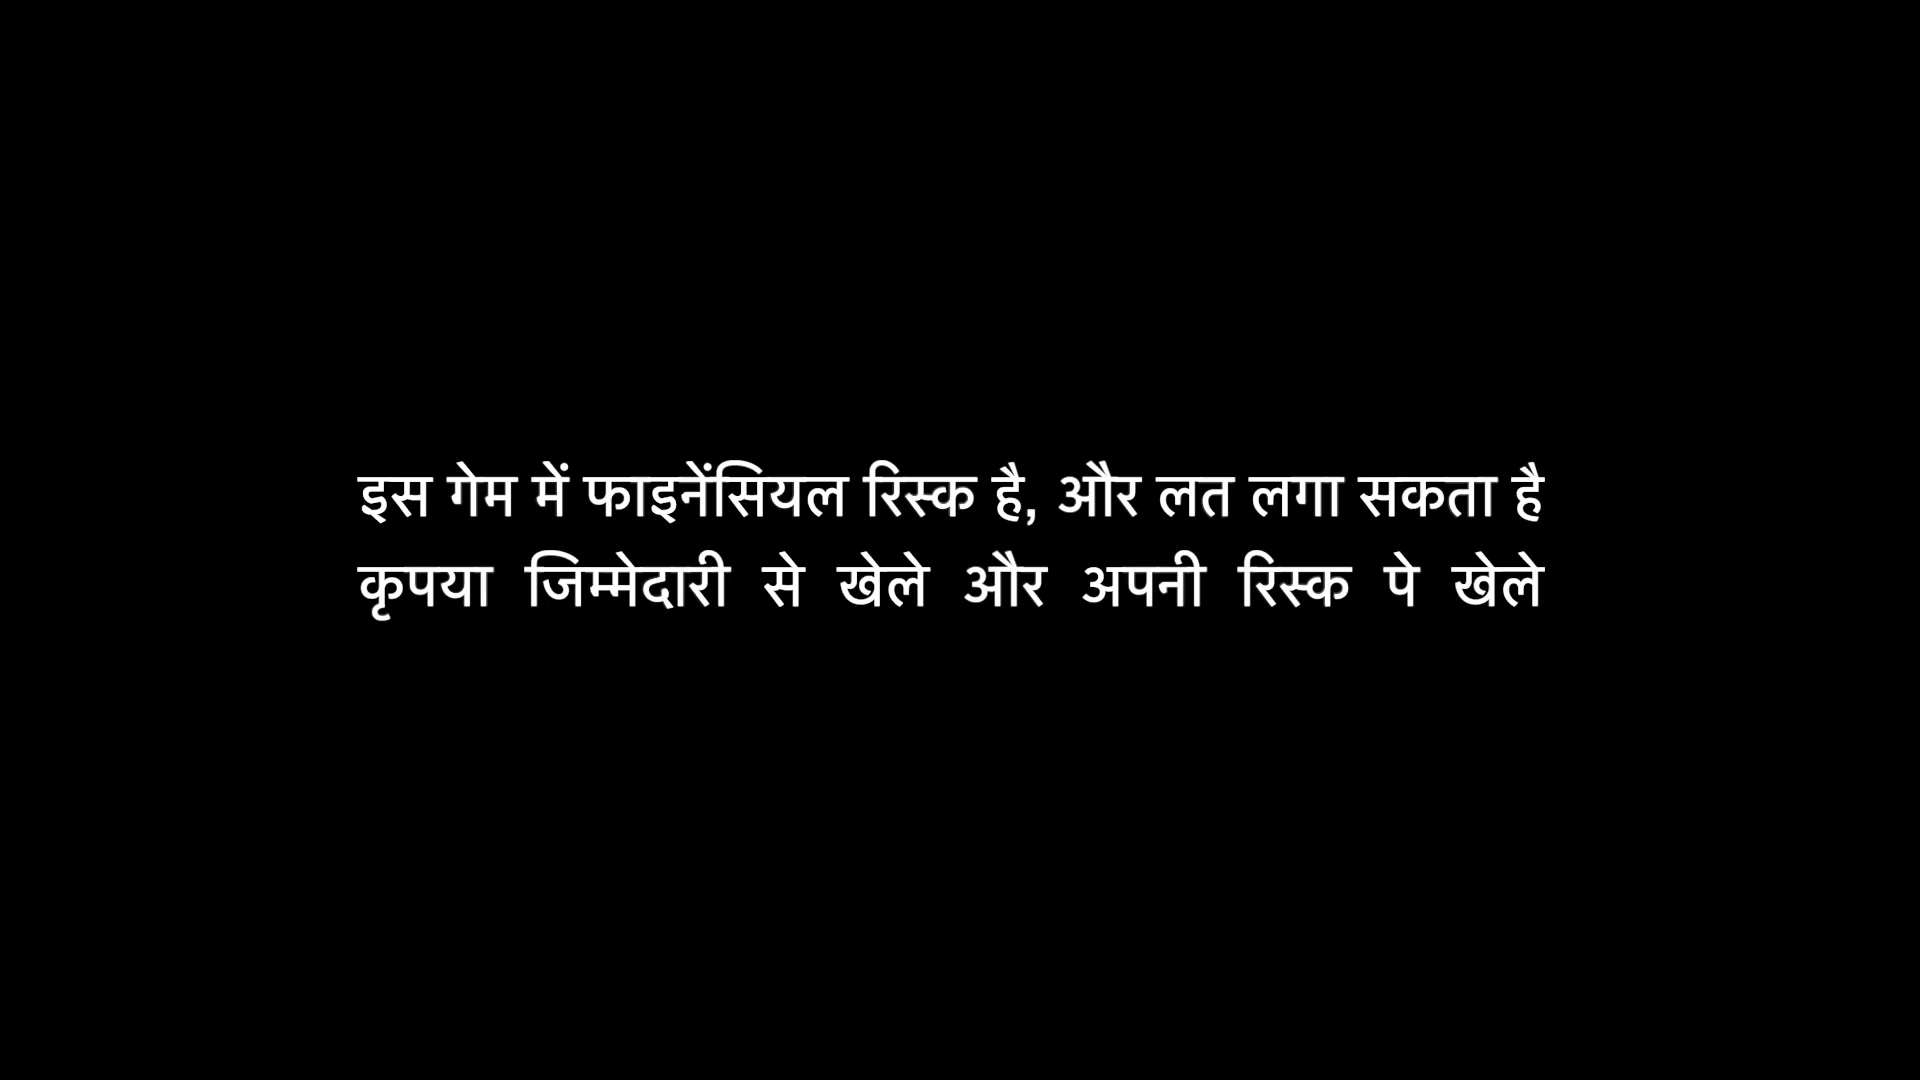 इस गेम में फाइनेंसियल रिस्क है, और लत लगा सकता है
कृपया जिम्मेदारी से खेले और अपनी रिस्क पे खेले